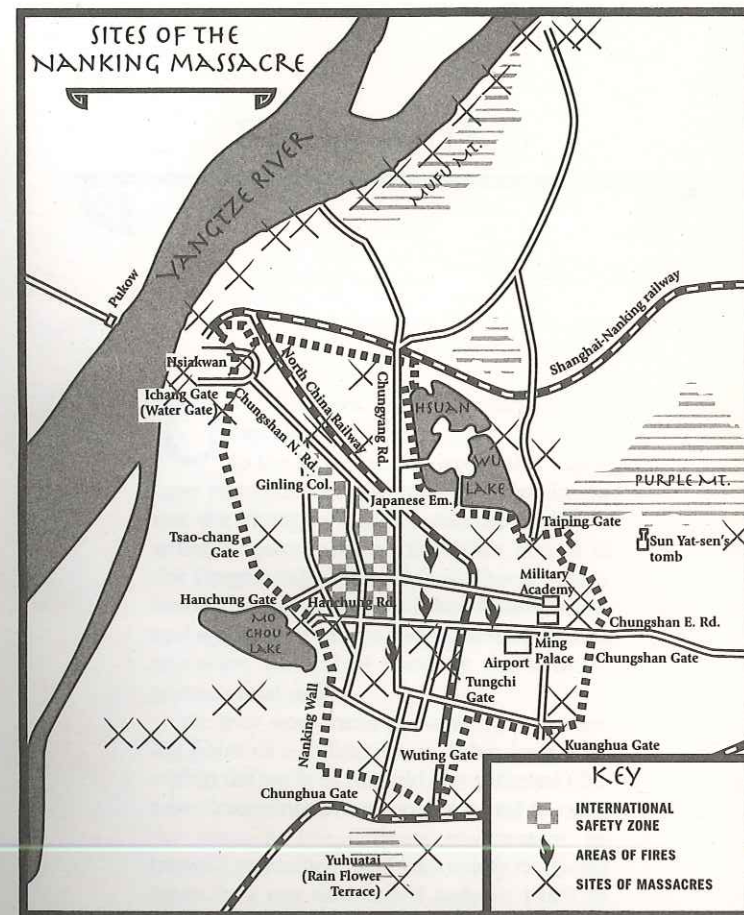 SITES OF THE
NANKING MASSACRE
YANGTZE RIVER
MUFU MT.
Pukow
Shanghai-Nanking railway
Hsiakwan
Ichang Gate
(Water Gate)
North China Railway
Chungshan N. Rd.
Chungyang Rd.
HSUAN
WU
LAKE
PURPLE MT.
Ginling Col.
Japanese Em.
Taiping Gate
Sun Yat-sen's
tomb
Tsao-chang
Gate
Military
Academy
Hanchung Gate
Hanchung Rd.
Chungshan E. Rd.
MO
CHOU
LAKE
Ming
Palace
Airport
Chungshan Gate
Tungchi
Gate
Nanking Wall
Wuting Gate
Kuanghua Gate
Chunghua Gate
Yuhuatai
(Rain Flower
Terrace)
KEY
INTERNATIONAL
SAFETY ZONE
AREAS OF FIRES
SITES OF MASSACRES